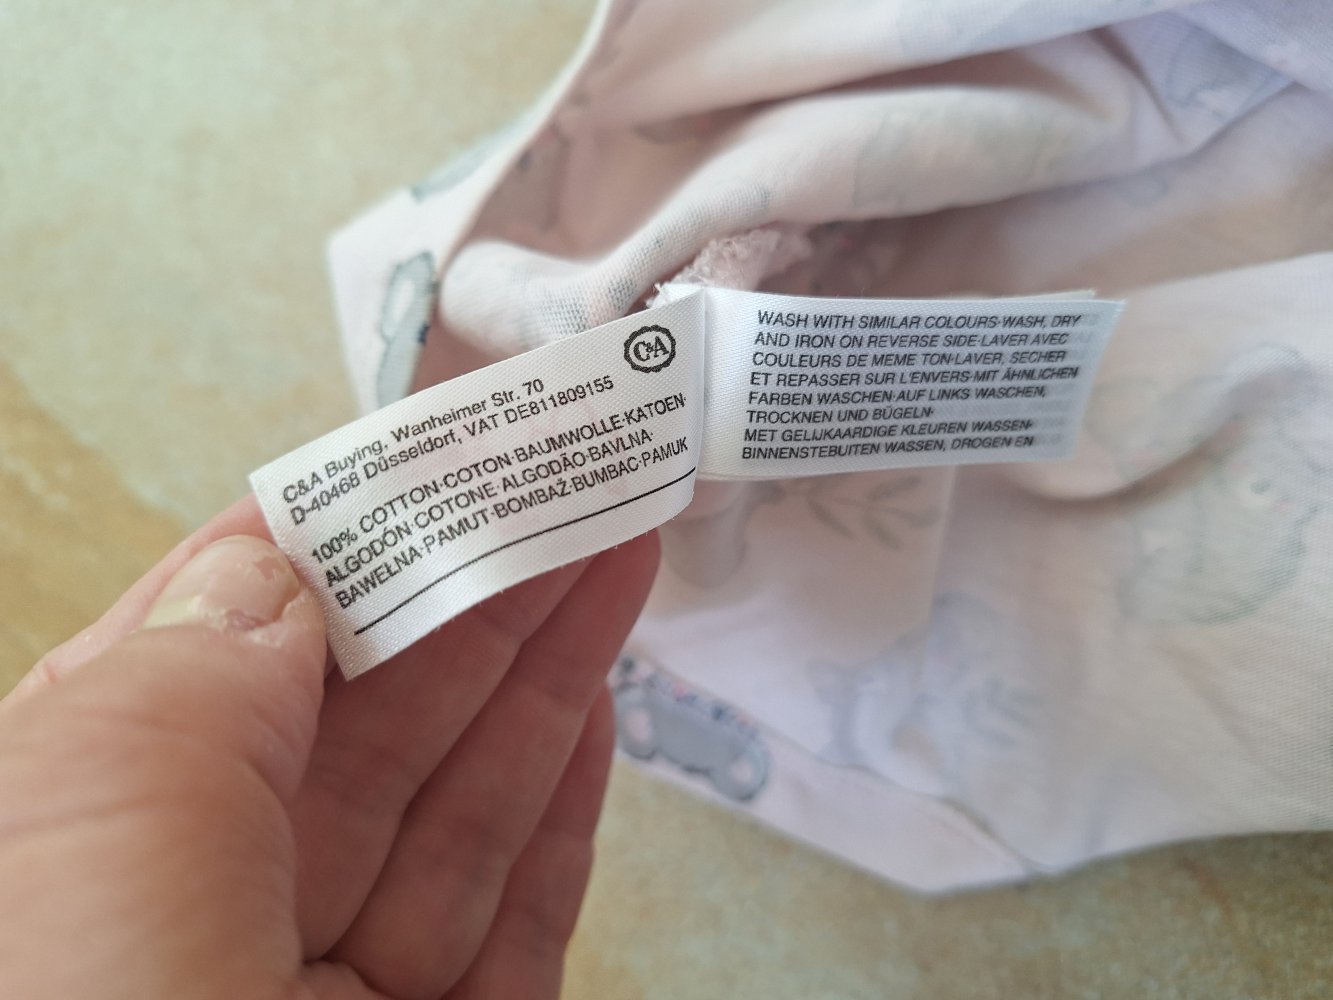 C&A
C&A Buying, Wanheimer Str. 70
D-40468 Düsseldorf, VAT DE811809155
100% COTTON·COTON·BAUMWOLLE·KATOEN·
ALGODÓN·COTONE·ALGODÃO·BAVLNA·
BAWEŁNA·PAMUT·BOMBAŽ·BUMBAC·PAMUK
WASH WITH SIMILAR COLOURS·WASH, DRY
AND IRON ON REVERSE SIDE·LAVER AVEC
COULEURS DE MEME TON·LAVER, SECHER
ET REPASSER SUR L'ENVERS·MIT ÄHNLICHEN
FARBEN WASCHEN·AUF LINKS WASCHEN,
TROCKNEN UND BÜGELN·
MET GELIJKAARDIGE KLEUREN WASSEN·
BINNENSTEBUITEN WASSEN, DROGEN EN